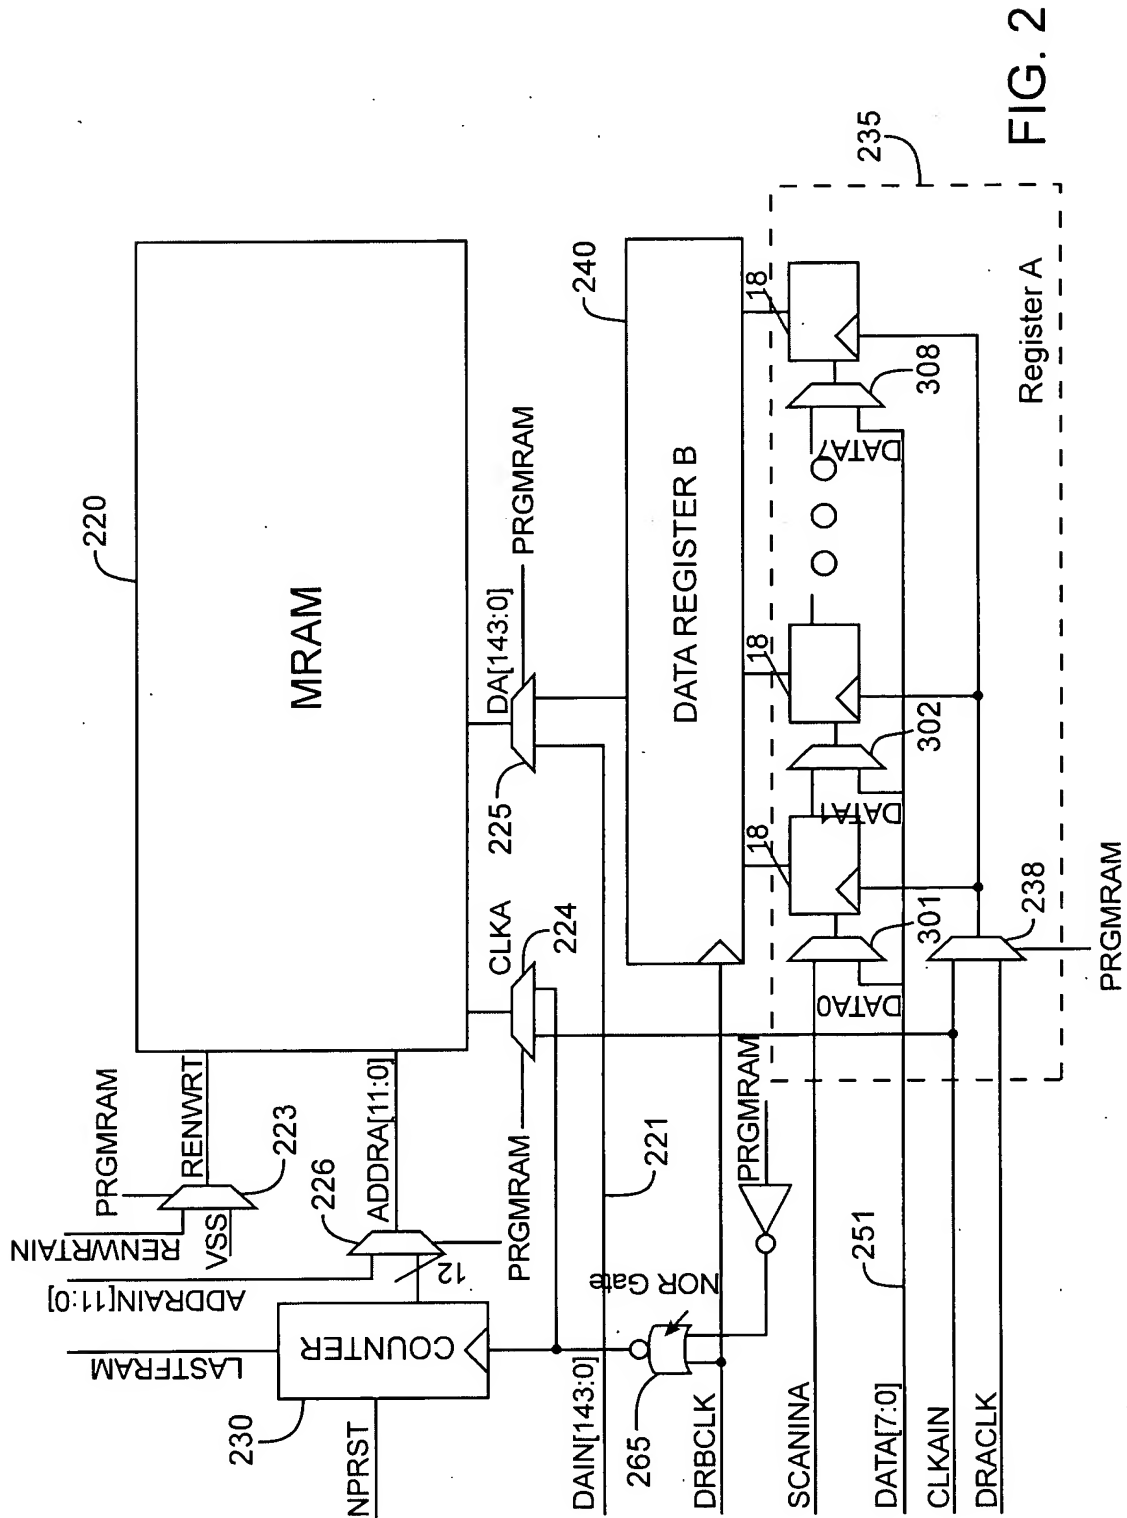 FIG. 2
220
MRAM
PRGMRAM
RENWRTAIN
VSS
RENWRT
223
ADDRAIN[11:0]
226
12
ADDRA[11:0]
PRGMRAM
LASTFRAM
COUNTER
230
NPRST
CLKA
224
PRGMRAM
DA[143:0]
225
PRGMRAM
DAIN[143:0]
221
NOR Gate
265
DRBCLK
PRGMRAM
DATA REGISTER B
240
18
18
18
235
Register A
SCANINA
DATA0
301
DATA1
302
DATA7
308
DATA[7:0]
251
CLKAIN
DRACLK
238
PRGMRAM